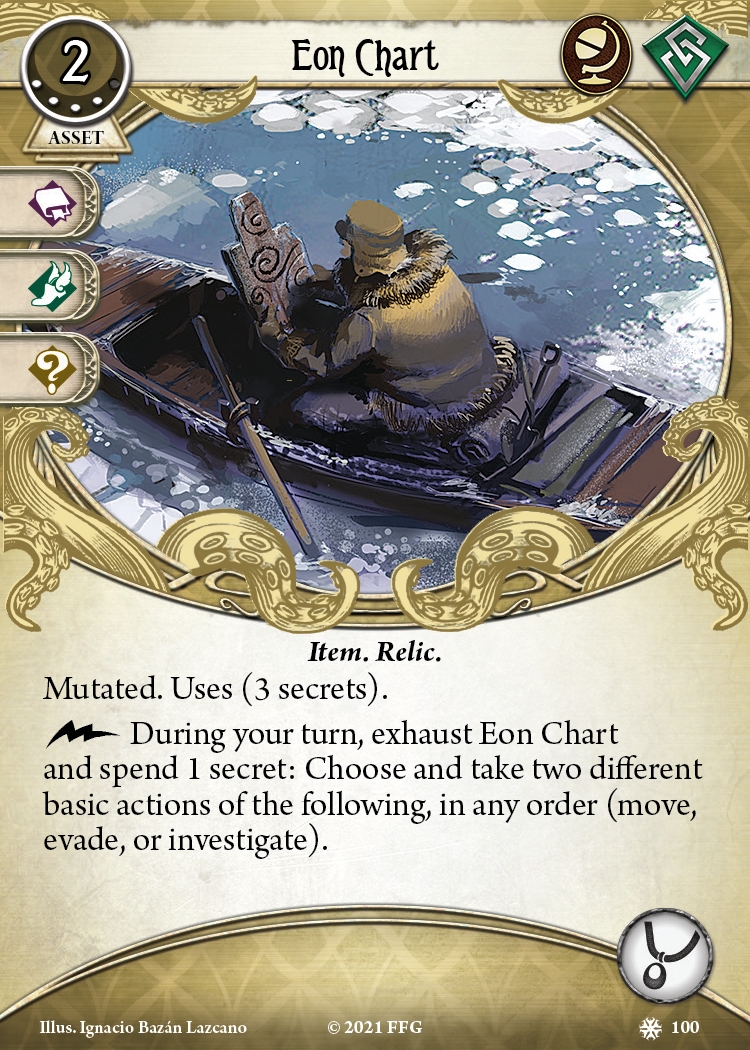 2
Eon Chart
ASSET
?
Item. Relic.
Mutated. Uses (3 secrets).
During your turn, exhaust Eon Chart
and spend 1 secret: Choose and take two different
basic actions of the following, in any order (move,
evade, or investigate).
Illus. Ignacio Bazán Lazcano © 2021 FFG 100